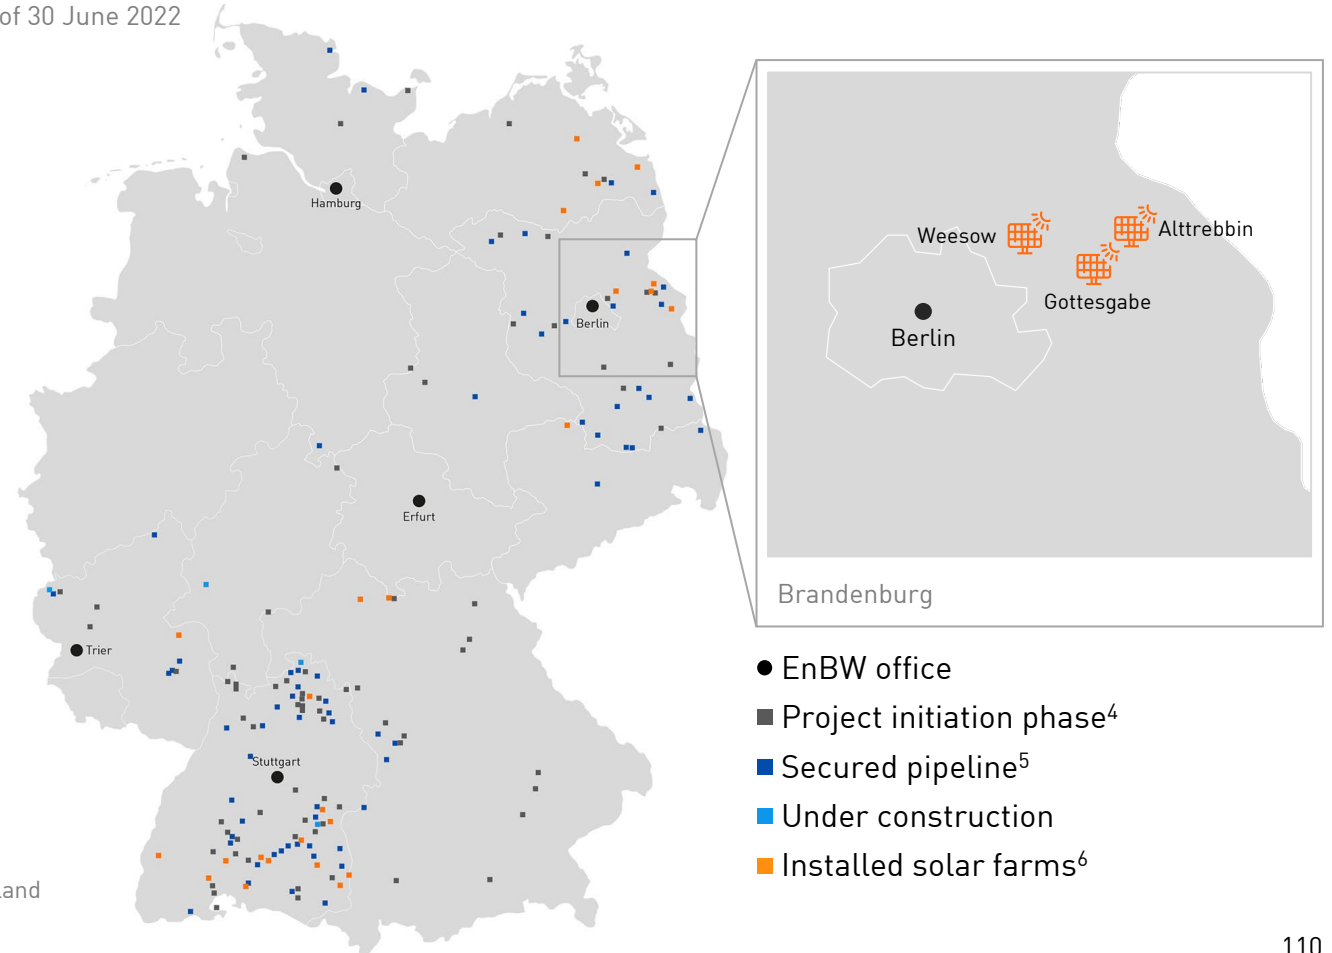 of 30 June 2022
Hamburg
Berlin
Erfurt
Trier
Stuttgart
Weesow
Alttrebbin
Gottesgabe
Berlin
Brandenburg
EnBW office
Project initiation phase⁴
Secured pipeline⁵
Under construction
Installed solar farms⁶
land
110